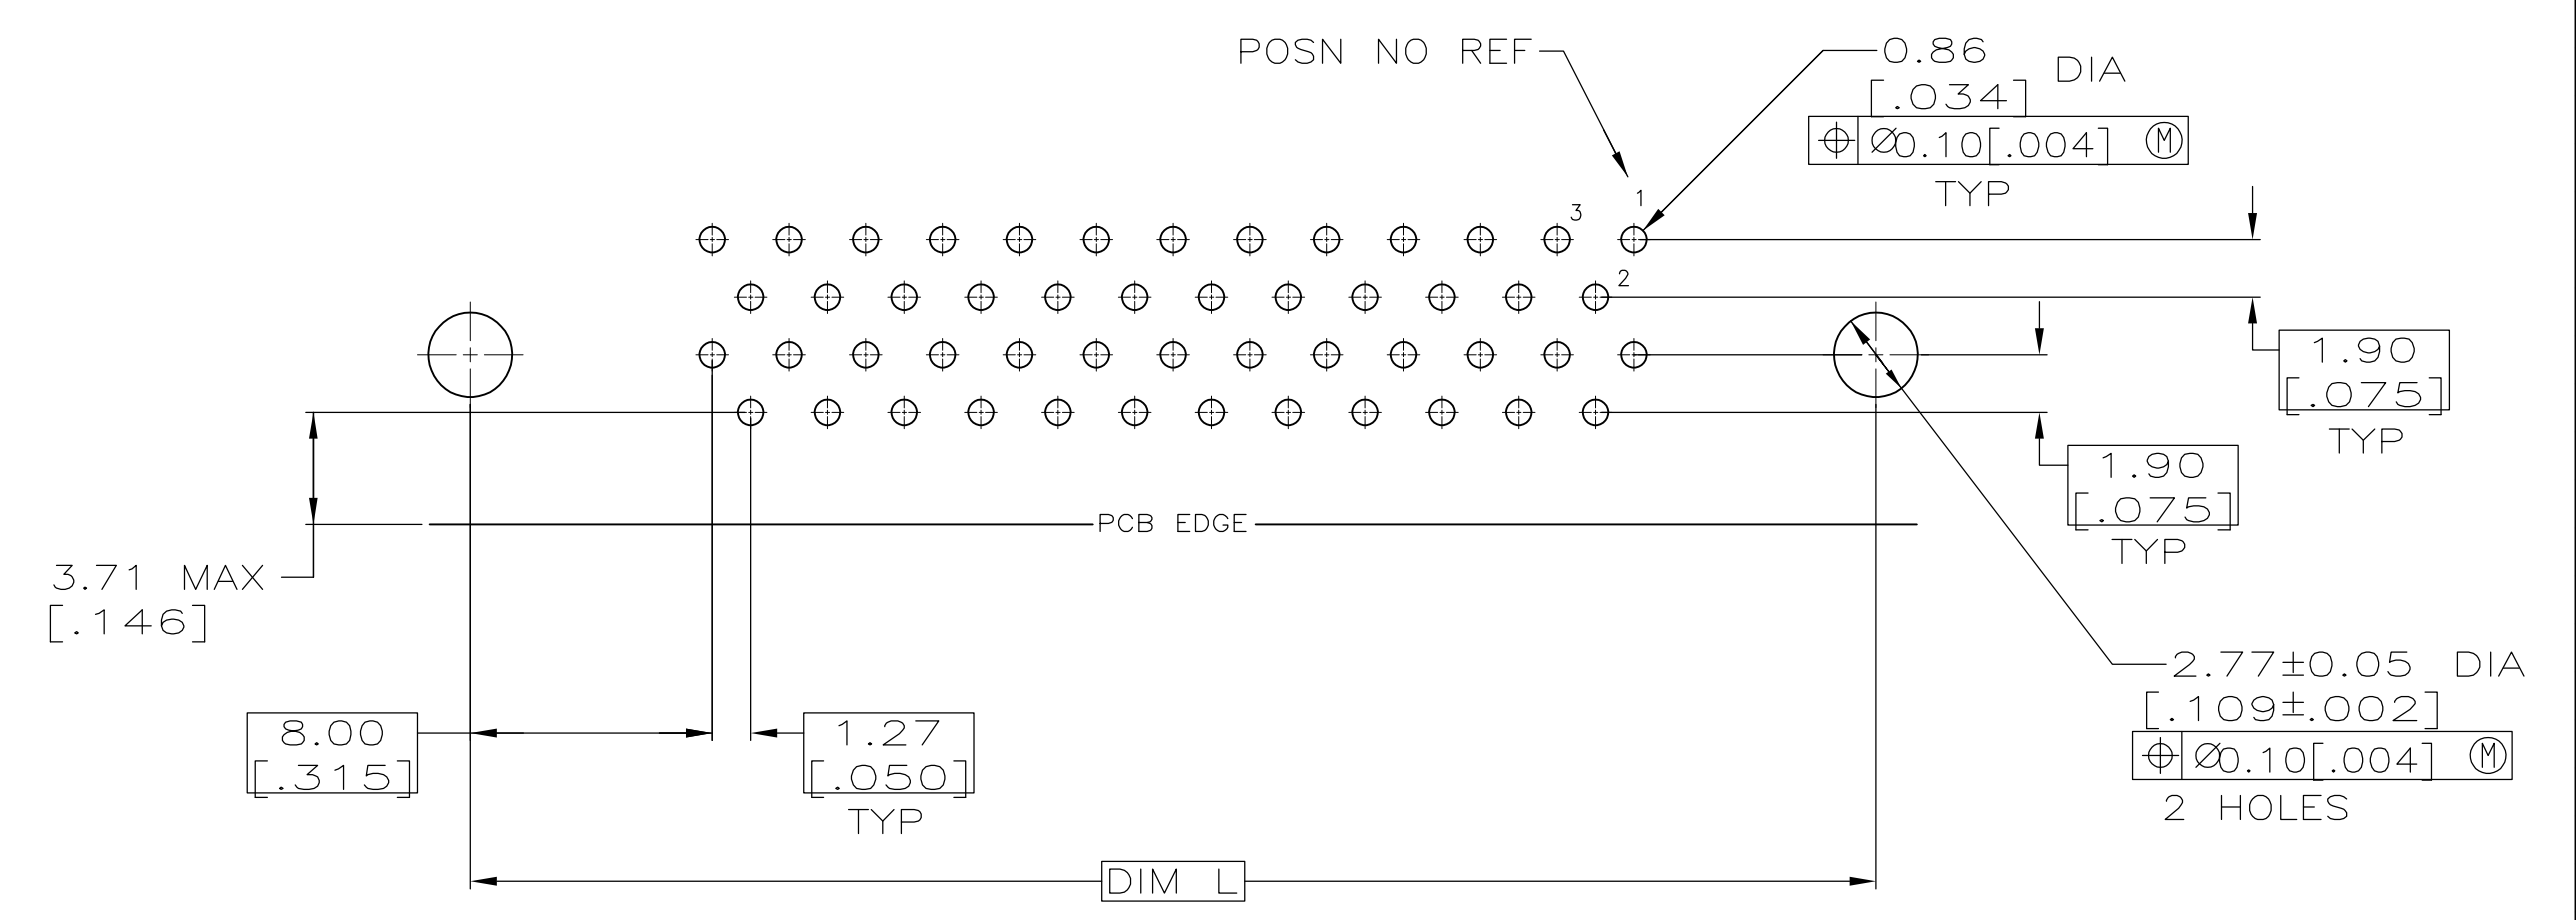 POSN NO REF
0.86
DIA
[.034]
⌖ ⌀0.10[.004] Ⓜ
TYP
1
3
2
1.90
[.075]
TYP
1.90
[.075]
TYP
PCB EDGE
3.71 MAX
[.146]
2.77±0.05 DIA
[.109±.002]
⌖ ⌀0.10[.004] Ⓜ
2 HOLES
8.00
[.315]
1.27
[.050]
TYP
DIM L